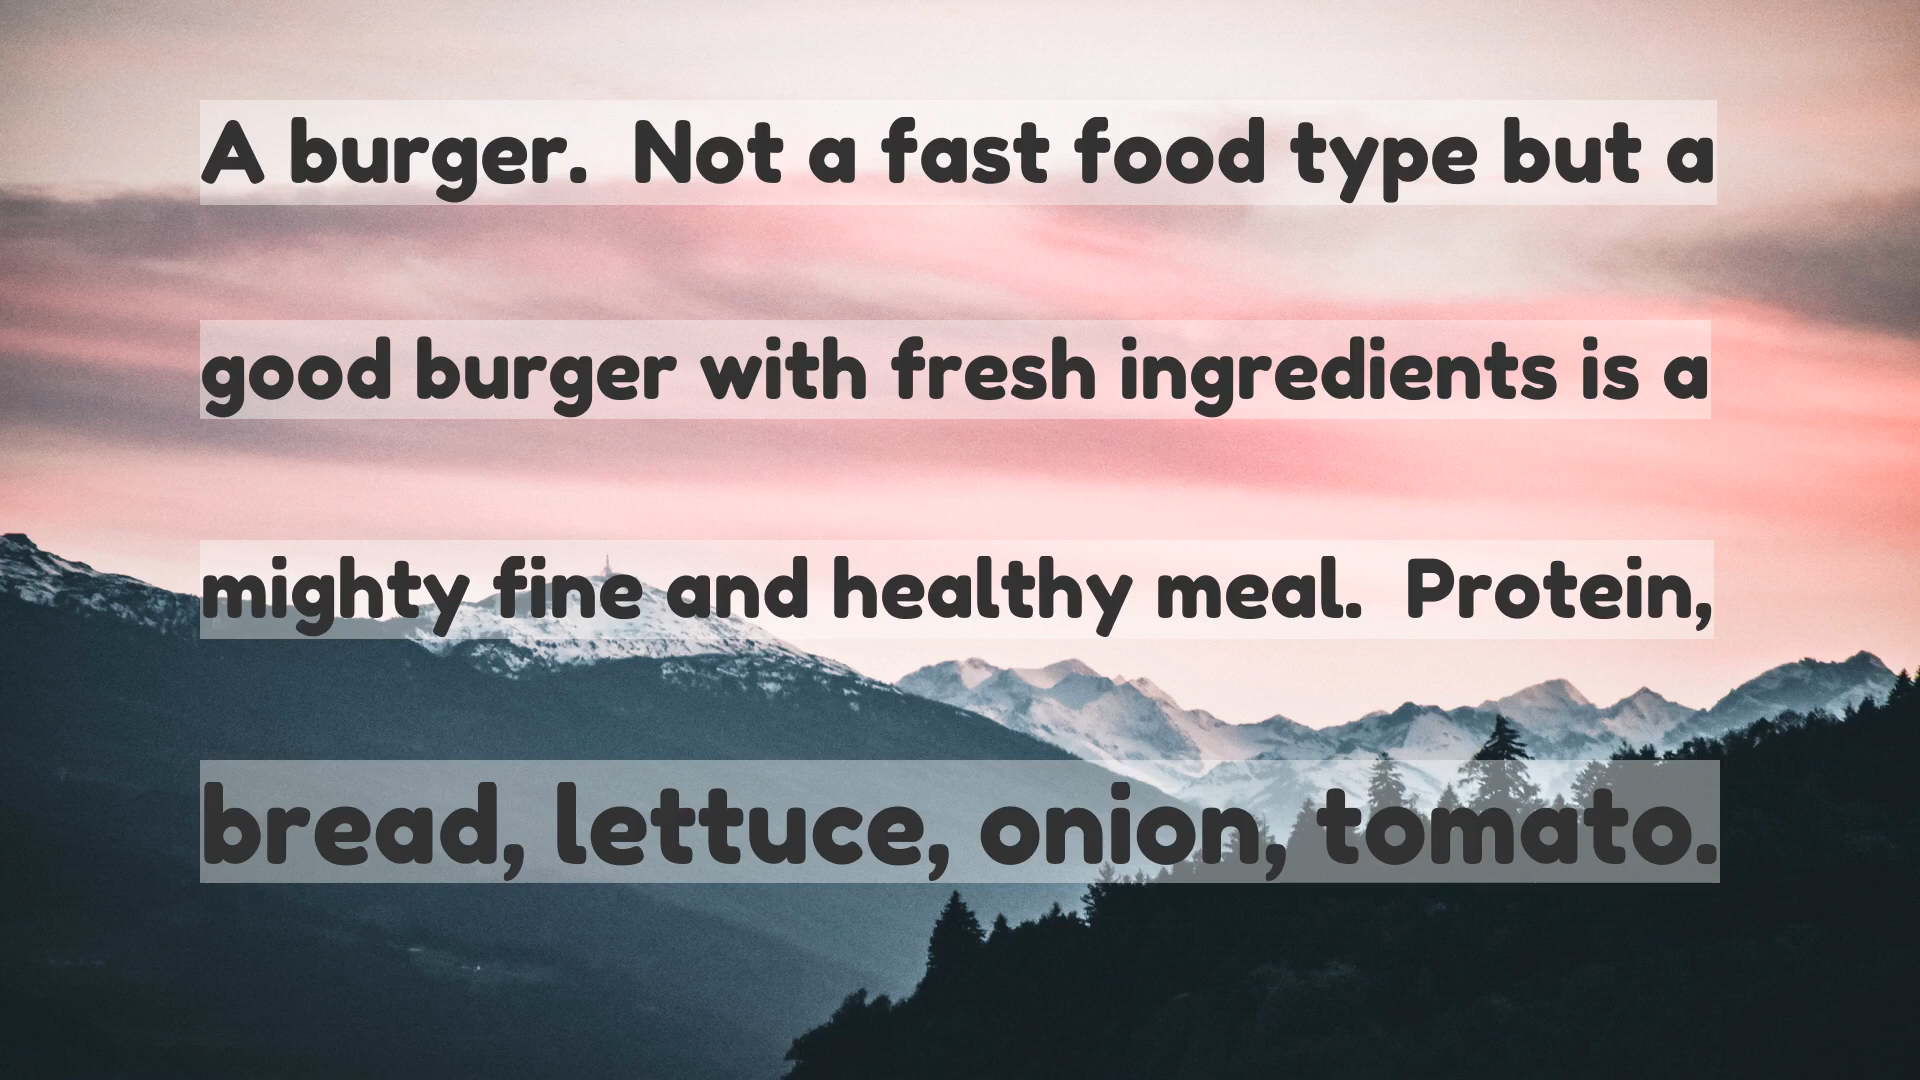 A burger.  Not a fast food type but a
good burger with fresh ingredients is a
mighty fine and healthy meal.  Protein,
bread, lettuce, onion, tomato.